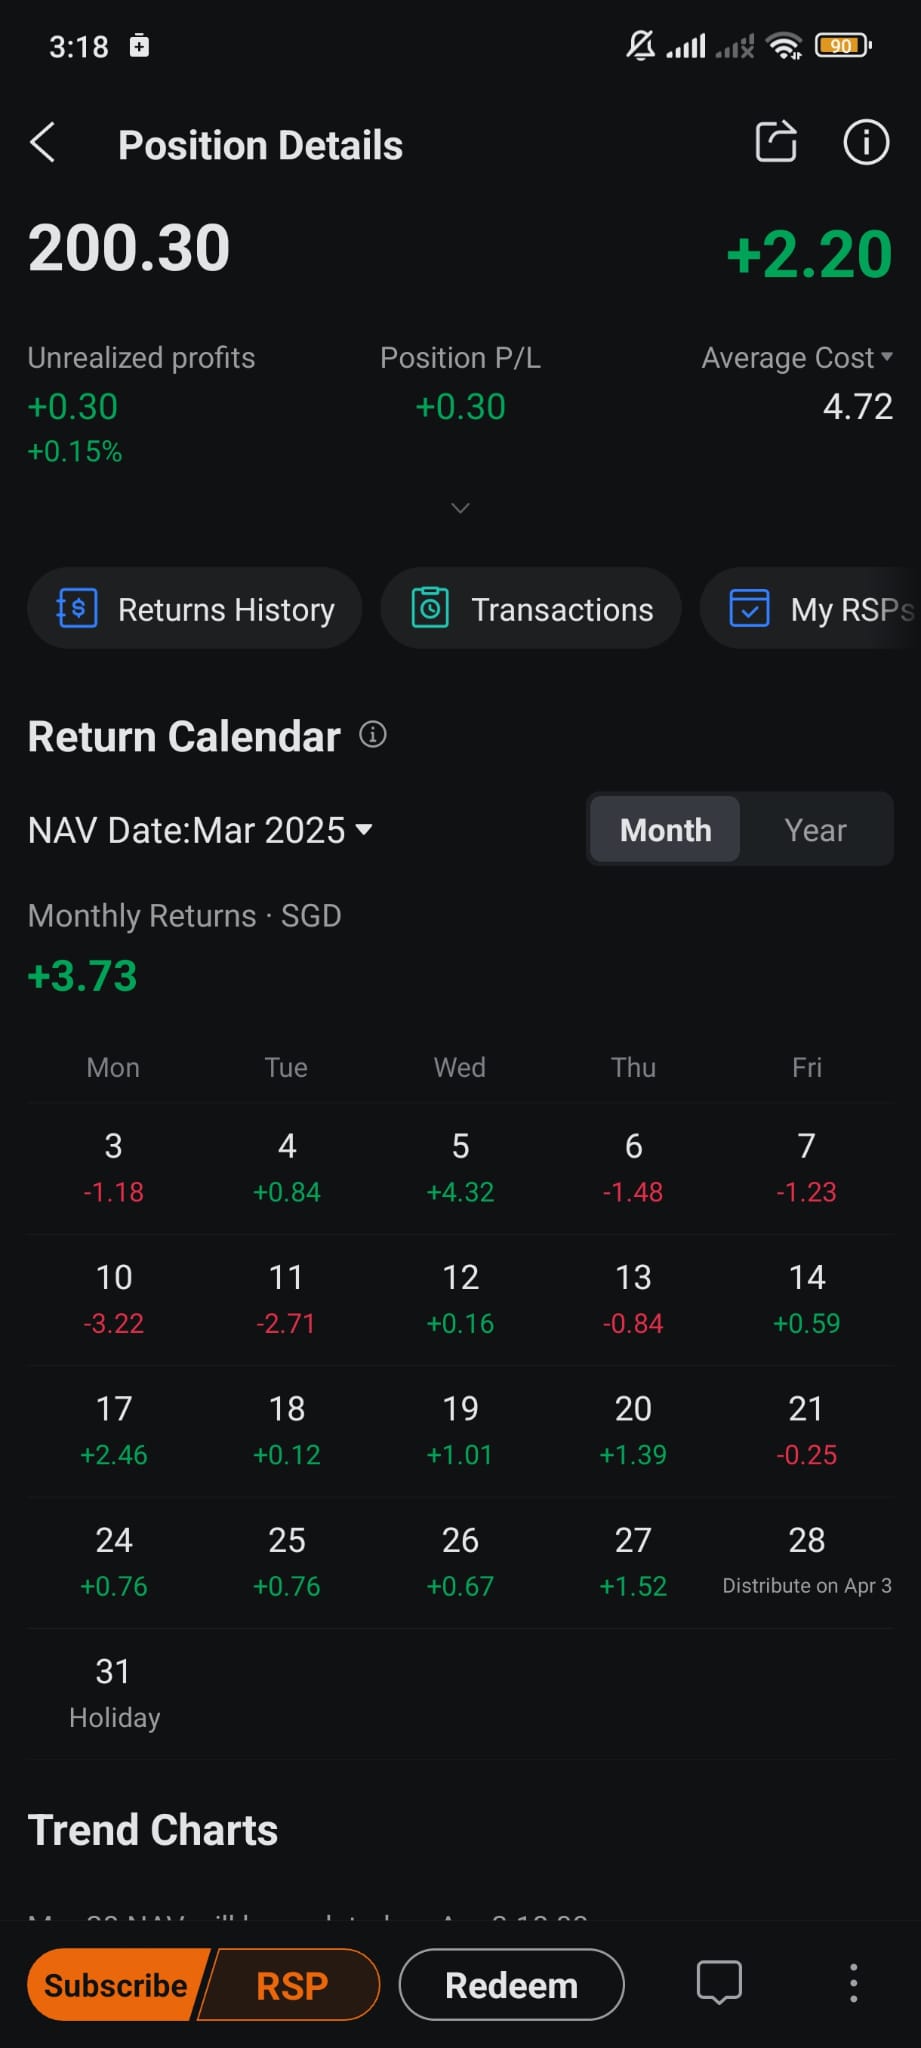 3:18
90
Position Details
200.30 +2.20
Unrealized profits Position P/L Average Cost
+0.30 +0.30 4.72
+0.15%
Returns History Transactions My RSPs
Return Calendar
NAV Date:Mar 2025 Month Year
Monthly Returns · SGD
+3.73
Mon Tue Wed Thu Fri
3 4 5 6 7
-1.18 +0.84 +4.32 -1.48 -1.23
10 11 12 13 14
-3.22 -2.71 +0.16 -0.84 +0.59
17 18 19 20 21
+2.46 +0.12 +1.01 +1.39 -0.25
24 25 26 27 28
+0.76 +0.76 +0.67 +1.52 Distribute on Apr 3
31
Holiday
Trend Charts
Subscribe RSP Redeem